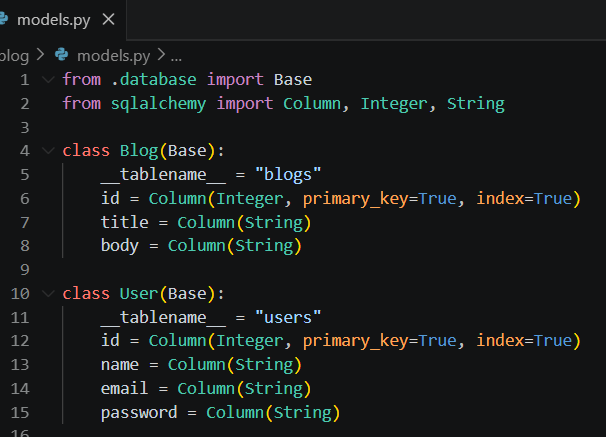 models.py ×
blog > models.py > ...
1 from .database import Base
2 from sqlalchemy import Column, Integer, String
3
4 class Blog(Base):
5     __tablename__ = "blogs"
6     id = Column(Integer, primary_key=True, index=True)
7     title = Column(String)
8     body = Column(String)
9
10 class User(Base):
11     __tablename__ = "users"
12     id = Column(Integer, primary_key=True, index=True)
13     name = Column(String)
14     email = Column(String)
15     password = Column(String)
16